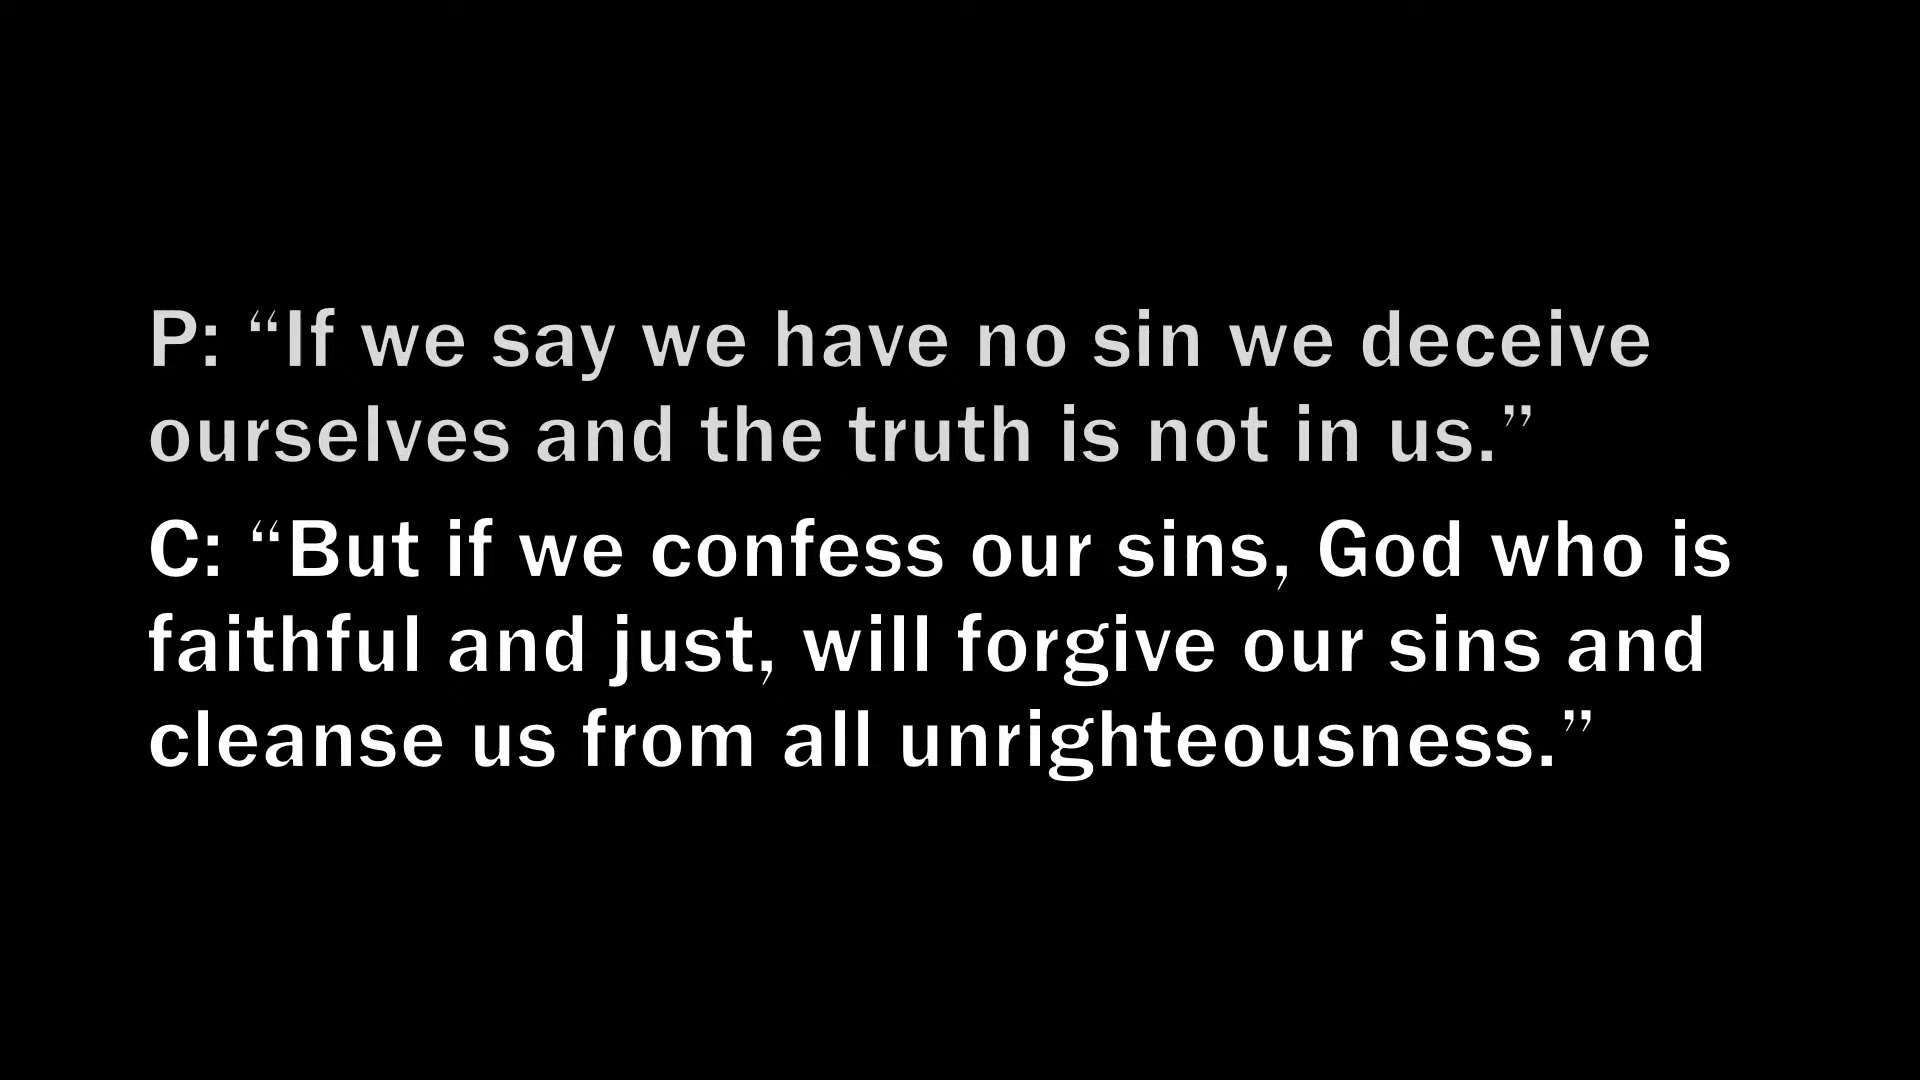 P: “If we say we have no sin we deceive
ourselves and the truth is not in us.”
C: “But if we confess our sins, God who is
faithful and just, will forgive our sins and
cleanse us from all unrighteousness.”